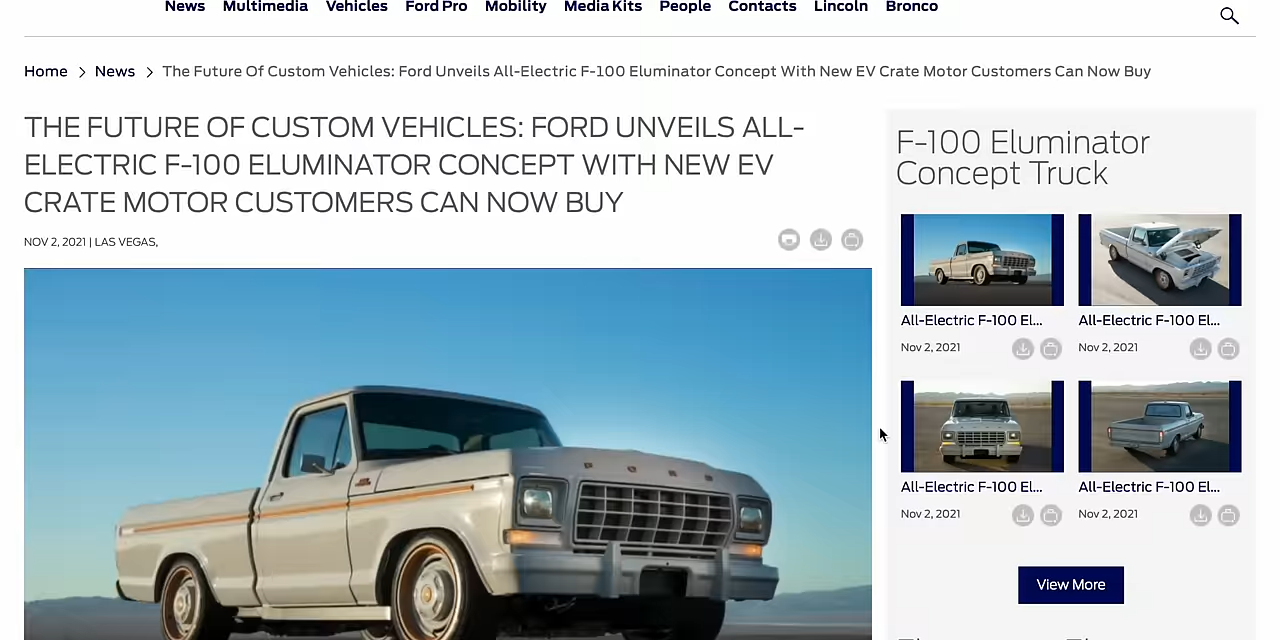 News Multimedia Vehicles Ford Pro Mobility Media Kits People Contacts Lincoln Bronco
Home > News > The Future Of Custom Vehicles: Ford Unveils All-Electric F-100 Eluminator Concept With New EV Crate Motor Customers Can Now Buy
THE FUTURE OF CUSTOM VEHICLES: FORD UNVEILS ALL-
ELECTRIC F-100 ELUMINATOR CONCEPT WITH NEW EV
CRATE MOTOR CUSTOMERS CAN NOW BUY
NOV 2, 2021 | LAS VEGAS,
FORD
F-100 Eluminator
Concept Truck
All-Electric F-100 El...
Nov 2, 2021
All-Electric F-100 El...
Nov 2, 2021
All-Electric F-100 El...
Nov 2, 2021
All-Electric F-100 El...
Nov 2, 2021
View More